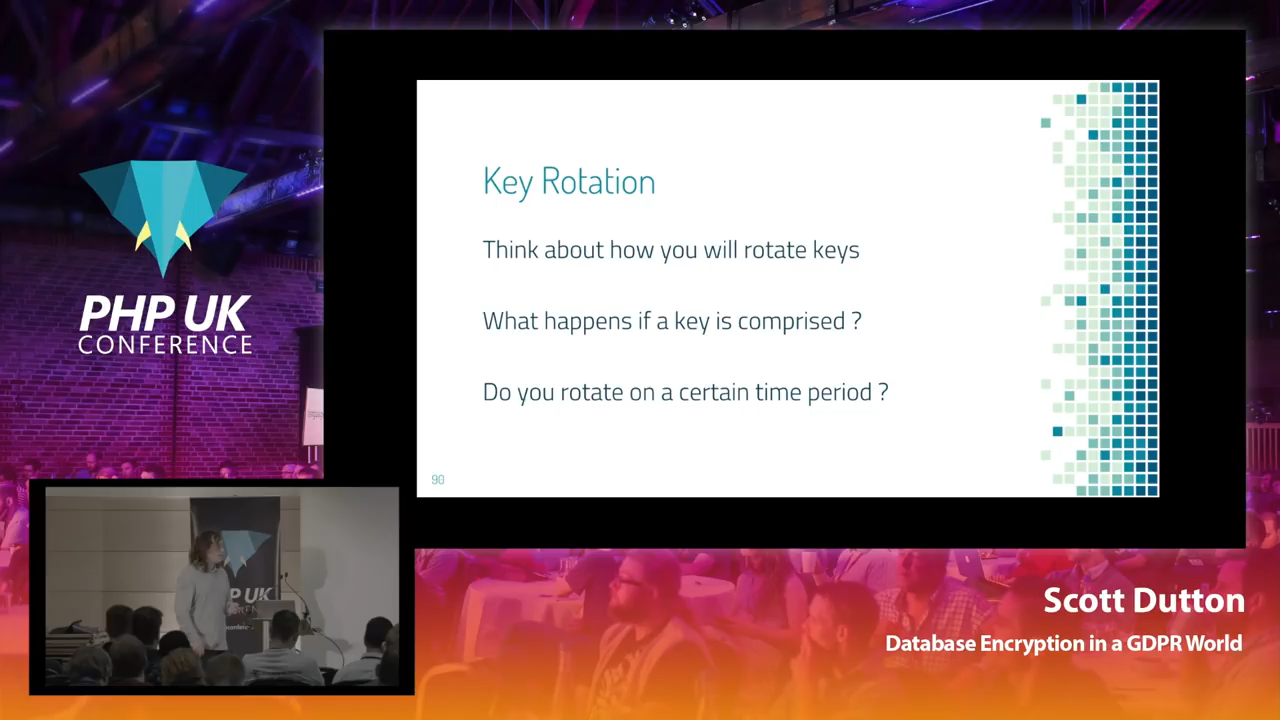 PHP UK
CONFERENCE
Key Rotation
Think about how you will rotate keys
What happens if a key is comprised ?
Do you rotate on a certain time period ?
90
P UK
Scott Dutton
Database Encryption in a GDPR World